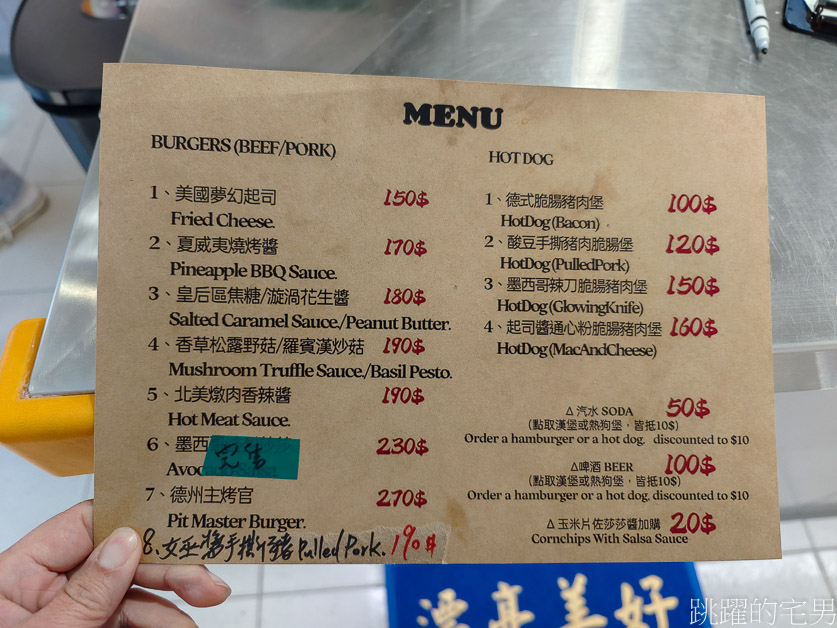 MENU
BURGERS (BEEF/PORK)
1、美國夢幻起司 150$
Fried Cheese.
2、夏威夷燒烤醬 170$
Pineapple BBQ Sauce.
3、皇后區焦糖/漩渦花生醬 180$
Salted Caramel Sauce./Peanut Butter.
4、香草松露野菇/羅賓漢炒菇 190$
Mushroom Truffle Sauce./Basil Pesto.
5、北美燉肉香辣醬 190$
Hot Meat Sauce.
6、墨西 完售 230$
Avoc
7、德州主烤官 270$
Pit Master Burger.
8、女巫醬手撕仔豬 Pulled Pork. 190$
HOT DOG
1、德式脆腸豬肉堡 100$
HotDog (Bacon)
2、酸豆手撕豬肉脆腸堡 120$
HotDog (PulledPork)
3、墨西哥辣刀脆腸豬肉堡 150$
HotDog (GlowingKnife)
4、起司醬通心粉脆腸豬肉堡 160$
HotDog (MacAndCheese)
∆ 汽水 SODA 50$
(點取漢堡或熱狗堡，皆抵10$)
Order a hamburger or a hot dog. discounted to $10
∆啤酒 BEER 100$
(點取漢堡或熱狗堡，皆抵10$)
Order a hamburger or a hot dog. discounted to $10
∆ 玉米片佐莎莎醬加購 20$
Cornchips With Salsa Sauce
漂亮美好
跳躍的宅男